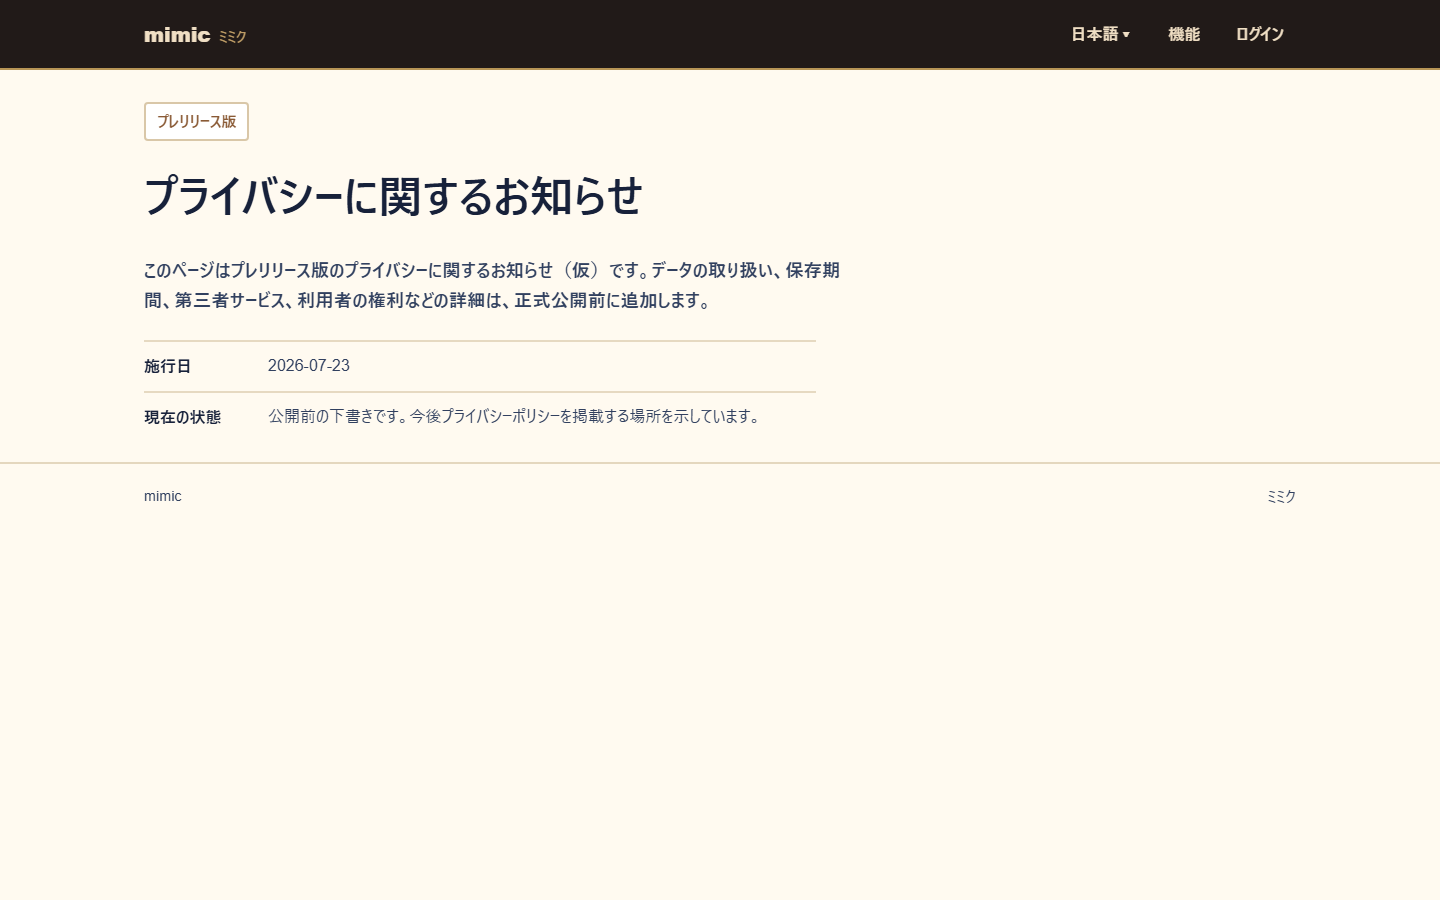 mimic ミミク
日本語 ▾
機能
ログイン
プレリリース版
プライバシーに関するお知らせ
このページはプレリリース版のプライバシーに関するお知らせ（仮）です。データの取り扱い、保存期
間、第三者サービス、利用者の権利などの詳細は、正式公開前に追加します。
施行日 2026-07-23
現在の状態 公開前の下書きです。今後プライバシーポリシーを掲載する場所を示しています。
mimic
ミミク